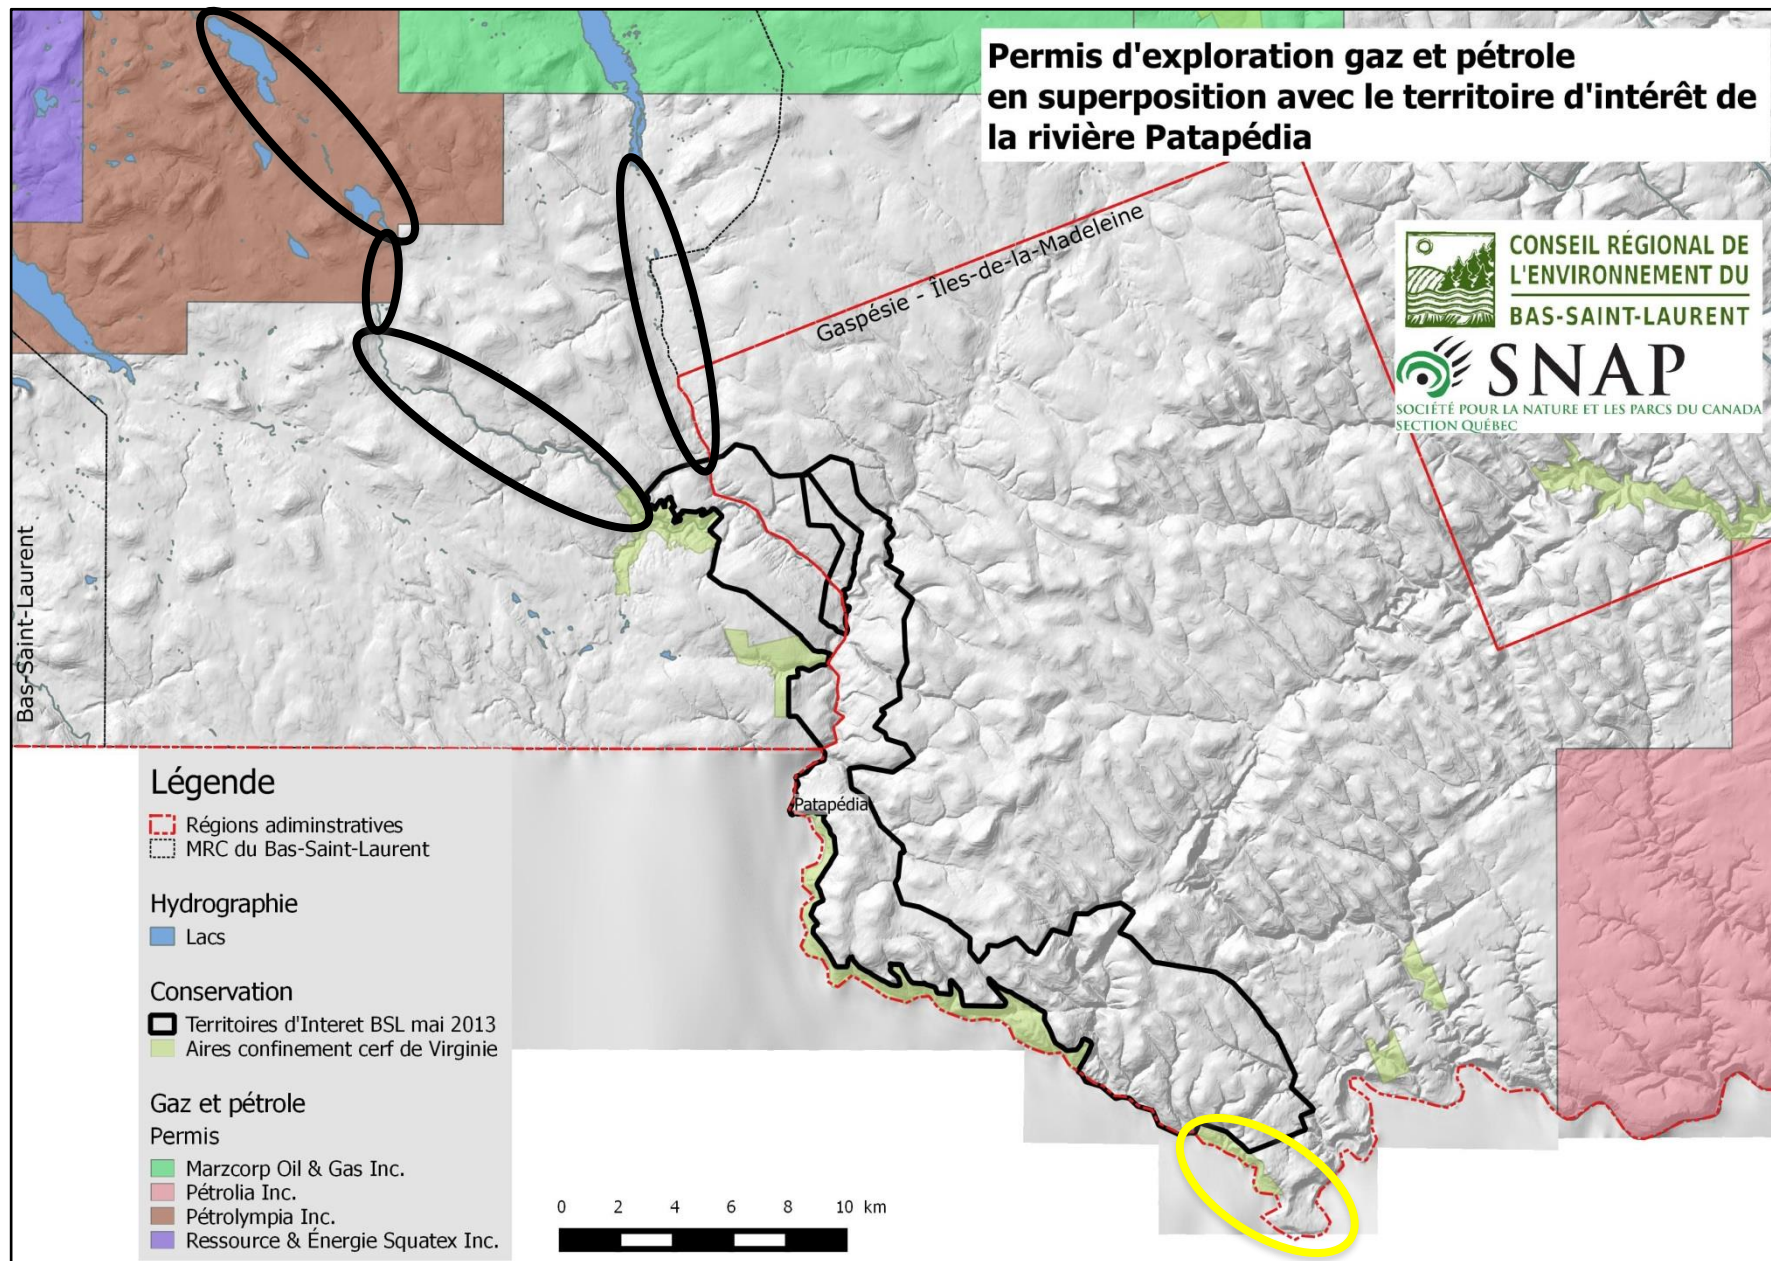 Permis d'exploration gaz et pétrole
en superposition avec le territoire d'intérêt de
la rivière Patapédia
Gaspésie - Îles-de-la-Madeleine
CONSEIL RÉGIONAL DE
L'ENVIRONNEMENT DU
BAS-SAINT-LAURENT
SNAP
SOCIÉTÉ POUR LA NATURE ET LES PARCS DU CANADA
SECTION QUÉBEC
Bas-Saint-Laurent
Patapédia
Légende
Régions adiminstratives
MRC du Bas-Saint-Laurent
Hydrographie
Lacs
Conservation
Territoires d'Interet BSL mai 2013
Aires confinement cerf de Virginie
Gaz et pétrole
Permis
Marzcorp Oil & Gas Inc.
Pétrolia Inc.
Pétrolympia Inc.
Ressource & Énergie Squatex Inc.
0 2 4 6 8 10 km